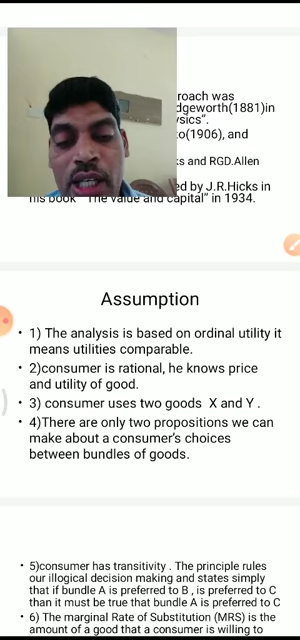 roach was
dgeworth(1881)in
ysics”.
to(1906), and
ks and RGD.Allen
ed by J.R.Hicks in
his book “The value and capital” in 1934.
Assumption
• 1) The analysis is based on ordinal utility it
means utilities comparable.
• 2)consumer is rational, he knows price
and utility of good.
• 3) consumer uses two goods X and Y .
• 4)There are only two propositions we can
make about a consumer’s choices
between bundles of goods.
• 5)consumer has transitivity . The principle rules
our illogical decision making and states simply
that if bundle A is preferred to B , is preferred to C
than it must be true that bundle A is preferred to C
• 6) The marginal Rate of Substitution (MRS) is the
amount of a good that a consumer is willing to